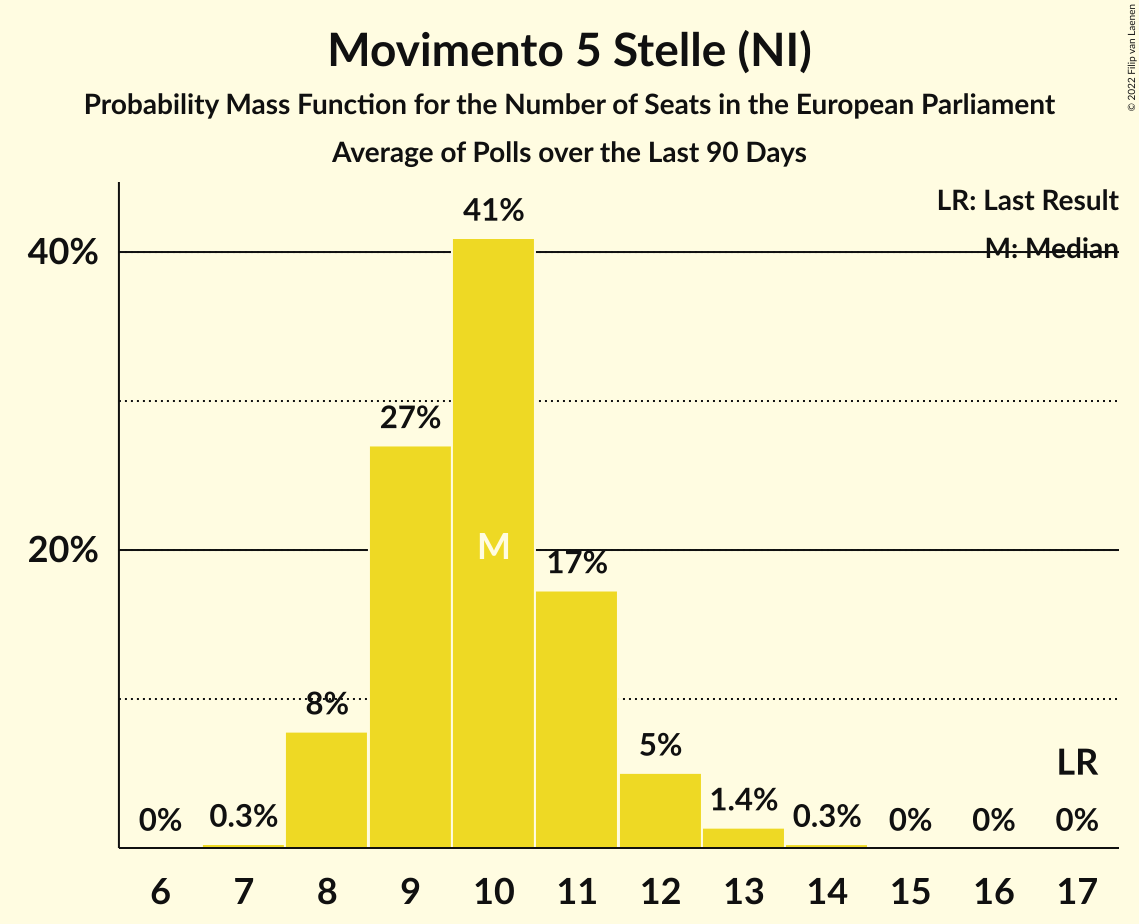 Movimento 5 Stelle (NI)
Probability Mass Function for the Number of Seats in the European Parliament
Average of Polls over the Last 90 Days
© 2022 Filip van Laenen
LR: Last Result
M: Median
41%
40%
27%
M
20%
17%
8%
5%
LR
0%
0.3%
1.4%
0.3%
0%
0%
0%
6 7 8 9 10 11 12 13 14 15 16 17